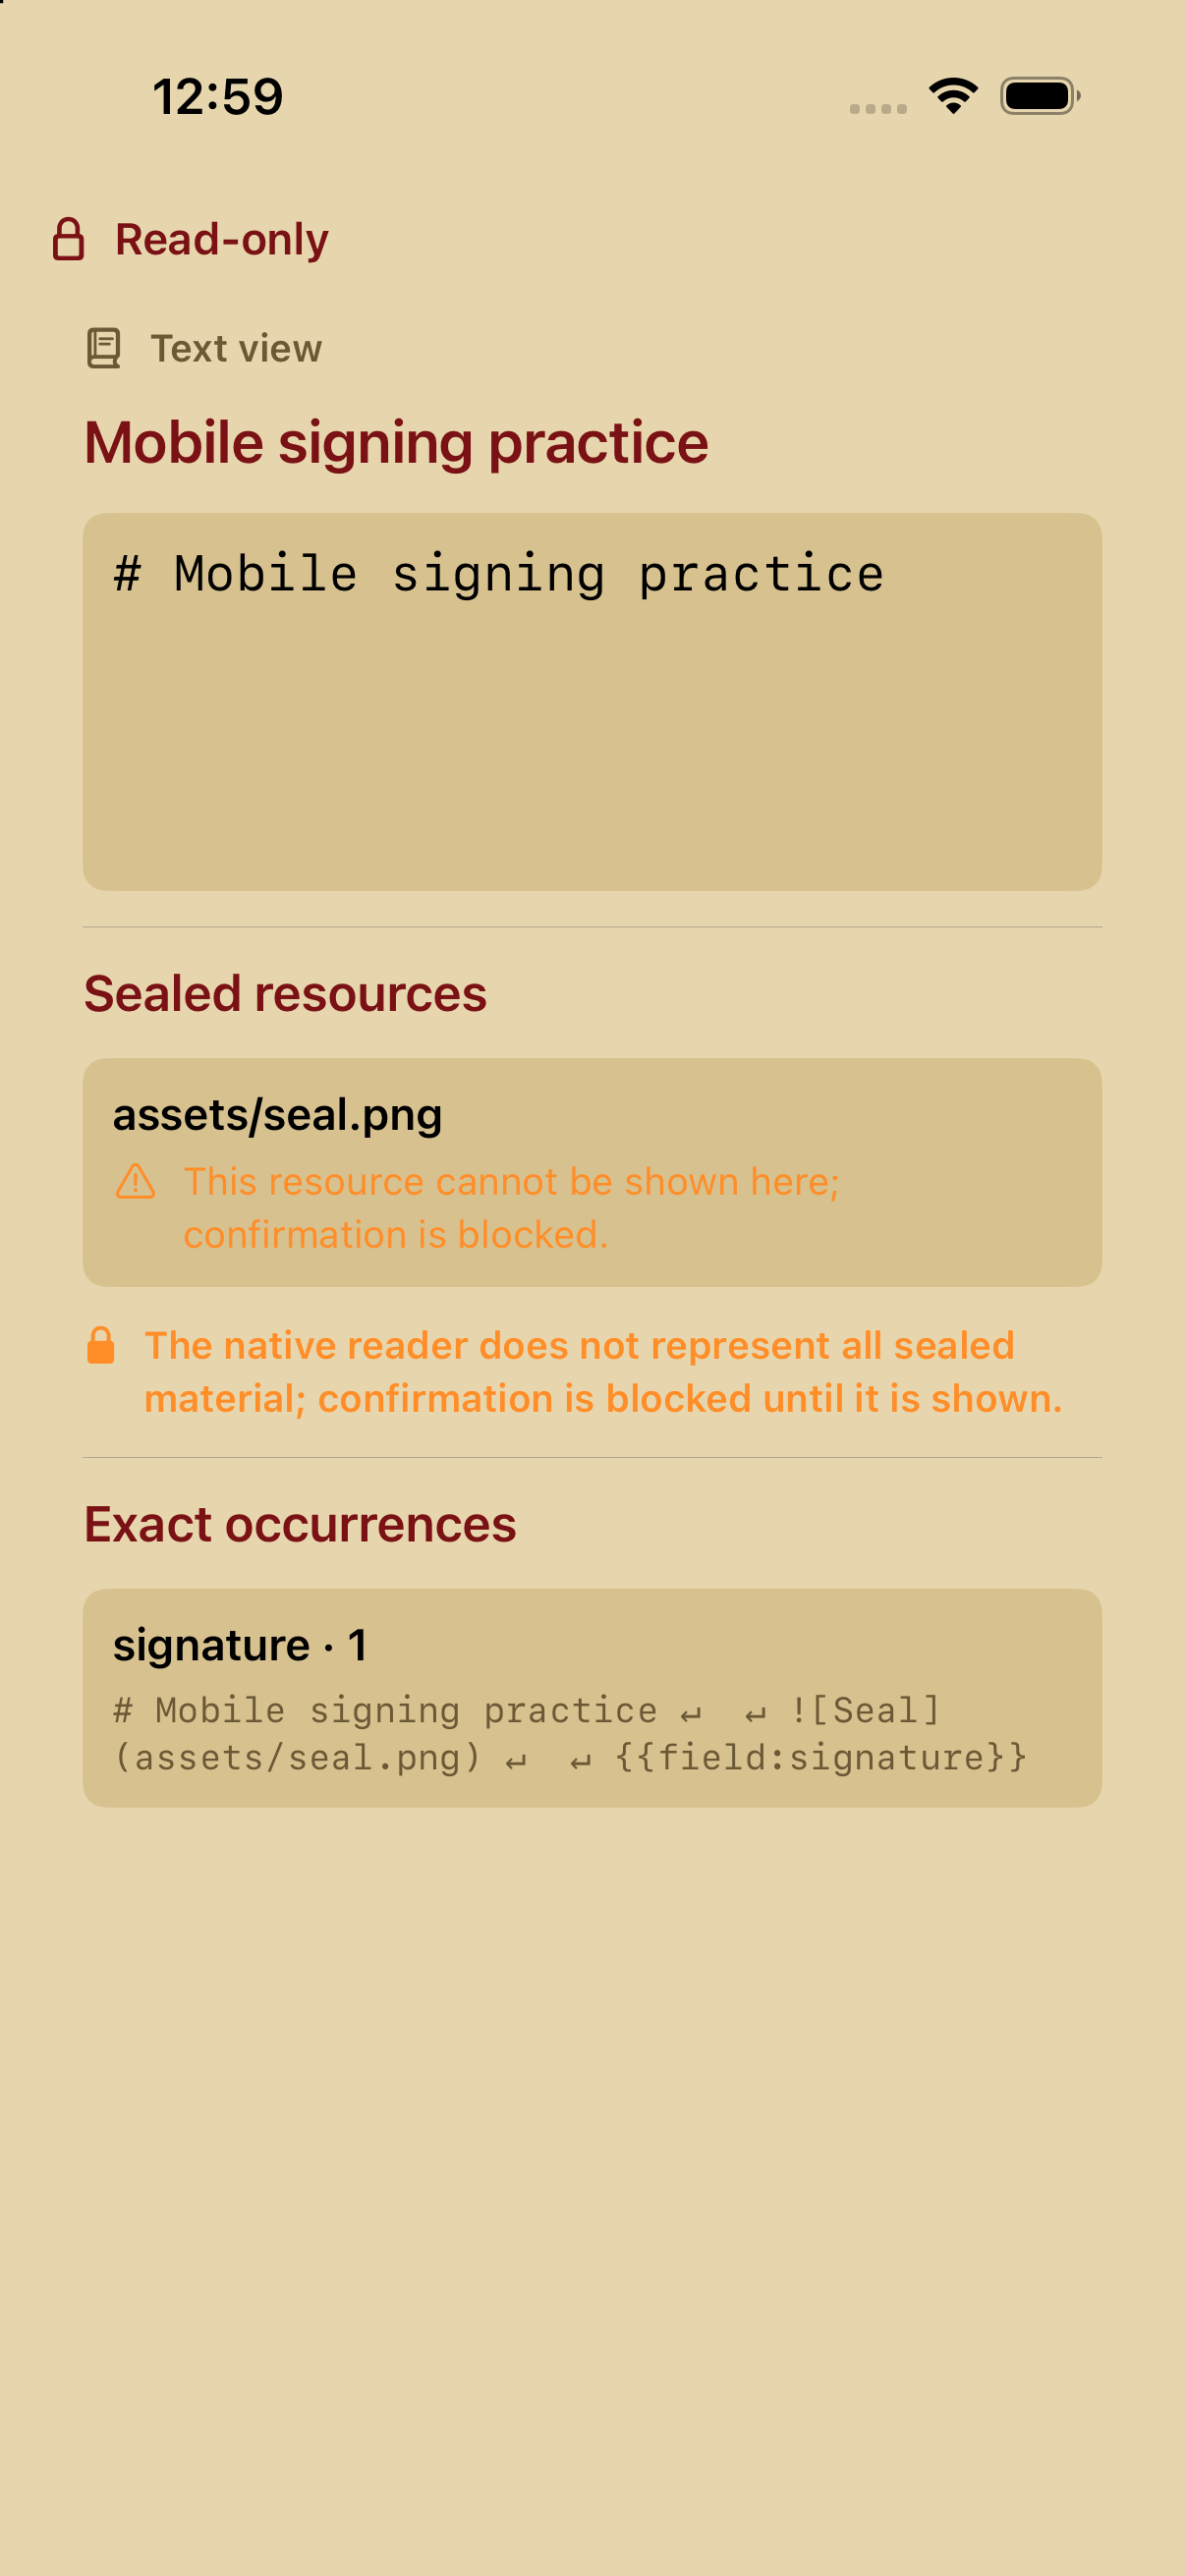 12:59
Read-only
Text view
Mobile signing practice
# Mobile signing practice
Sealed resources
assets/seal.png
This resource cannot be shown here;
confirmation is blocked.
The native reader does not represent all sealed
material; confirmation is blocked until it is shown.
Exact occurrences
signature · 1
# Mobile signing practice ↵  ↵ ![Seal]
(assets/seal.png) ↵  ↵ {{field:signature}}